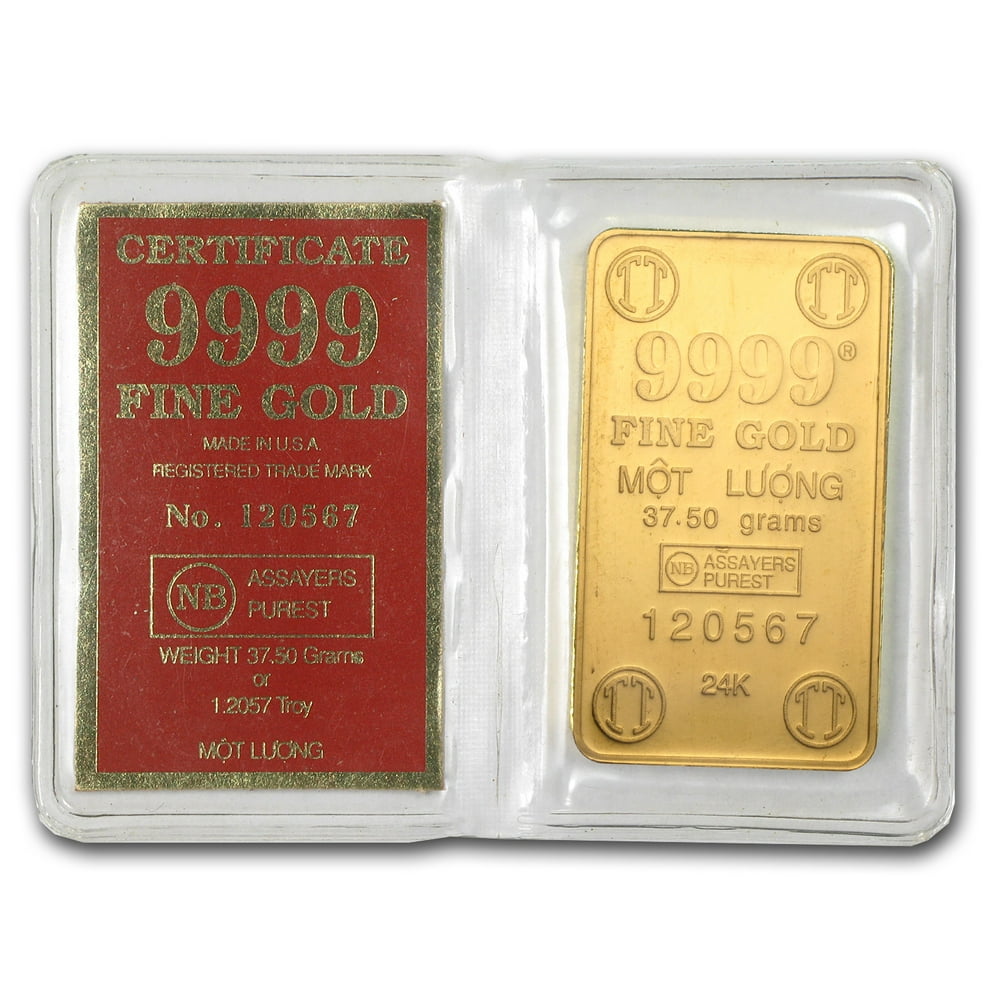 CERTIFICATE
9999
FINE GOLD
MADE IN U.S.A.
REGISTERED TRADE MARK
No. 120567
NB ASSAYERS
PUREST
WEIGHT 37.50 Grams
or
1.2057 Troy
MỘT LƯỢNG
TT TT
9999®
FINE GOLD
MỘT LƯỢNG
37.50 grams
NB ASSAYERS
PUREST
120567
24K
TT TT